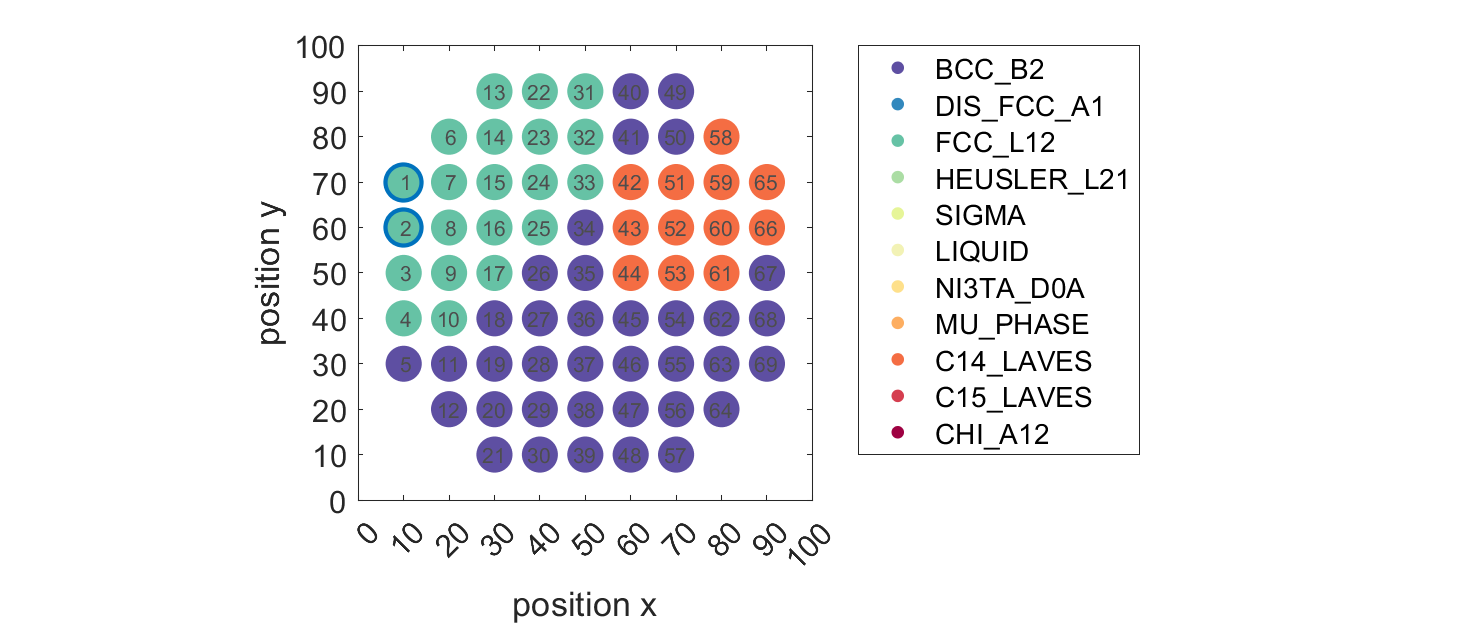 100
90
80
70
60
50
40
30
20
10
0
position y
13 22 31 40 49
6 14 23 32 41 50 58
1 7 15 24 33 42 51 59 65
2 8 16 25 34 43 52 60 66
3 9 17 26 35 44 53 61 67
4 10 18 27 36 45 54 62 68
5 11 19 28 37 46 55 63 69
12 20 29 38 47 56 64
21 30 39 48 57
0 10 20 30 40 50 60 70 80 90 100
position x
BCC_B2
DIS_FCC_A1
FCC_L12
HEUSLER_L21
SIGMA
LIQUID
NI3TA_D0A
MU_PHASE
C14_LAVES
C15_LAVES
CHI_A12